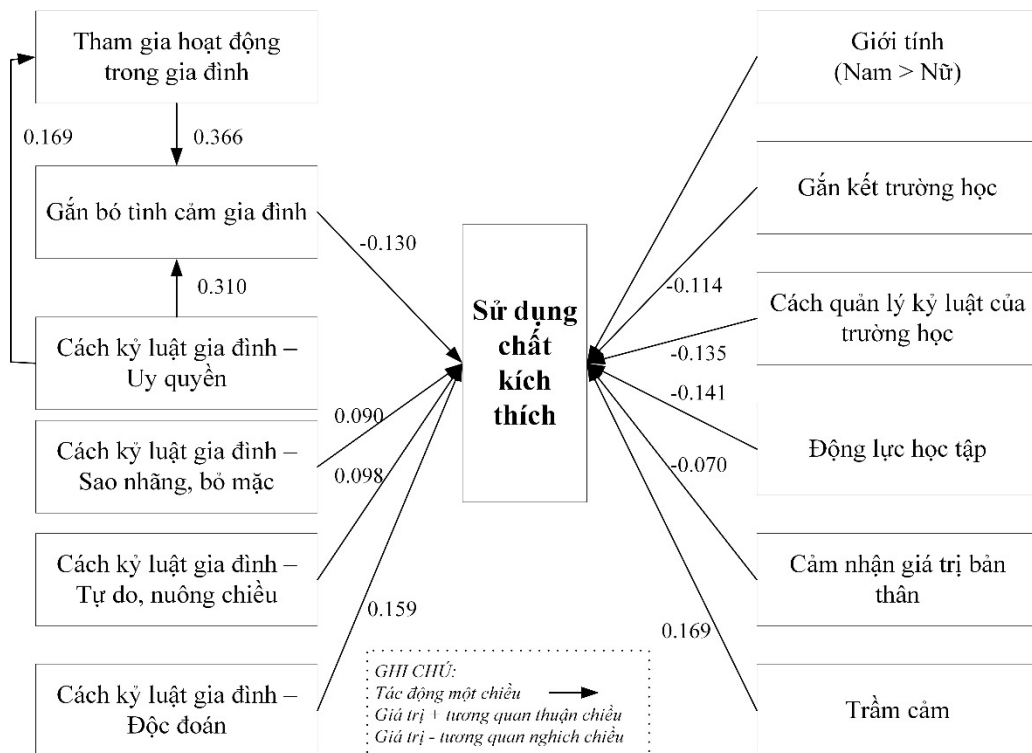 Tham gia hoạt động
trong gia đình
0.169
0.366
Gắn bó tình cảm gia đình
-0.130
0.310
Cách kỷ luật gia đình –
Uy quyền
0.090
Cách kỷ luật gia đình –
Sao nhãng, bỏ mặc
0.098
Cách kỷ luật gia đình –
Tự do, nuông chiều
0.159
Cách kỷ luật gia đình –
Độc đoán
Sử dụng
chất
kích
thích
GHI CHÚ:
Tác động một chiều
Giá trị + tương quan thuận chiều
Giá trị - tương quan nghich chiều
Giới tính
(Nam > Nữ)
Gắn kết trường học
-0.114
Cách quản lý kỷ luật của
trường học
-0.135
-0.141
Động lực học tập
-0.070
Cảm nhận giá trị bản
thân
0.169
Trầm cảm